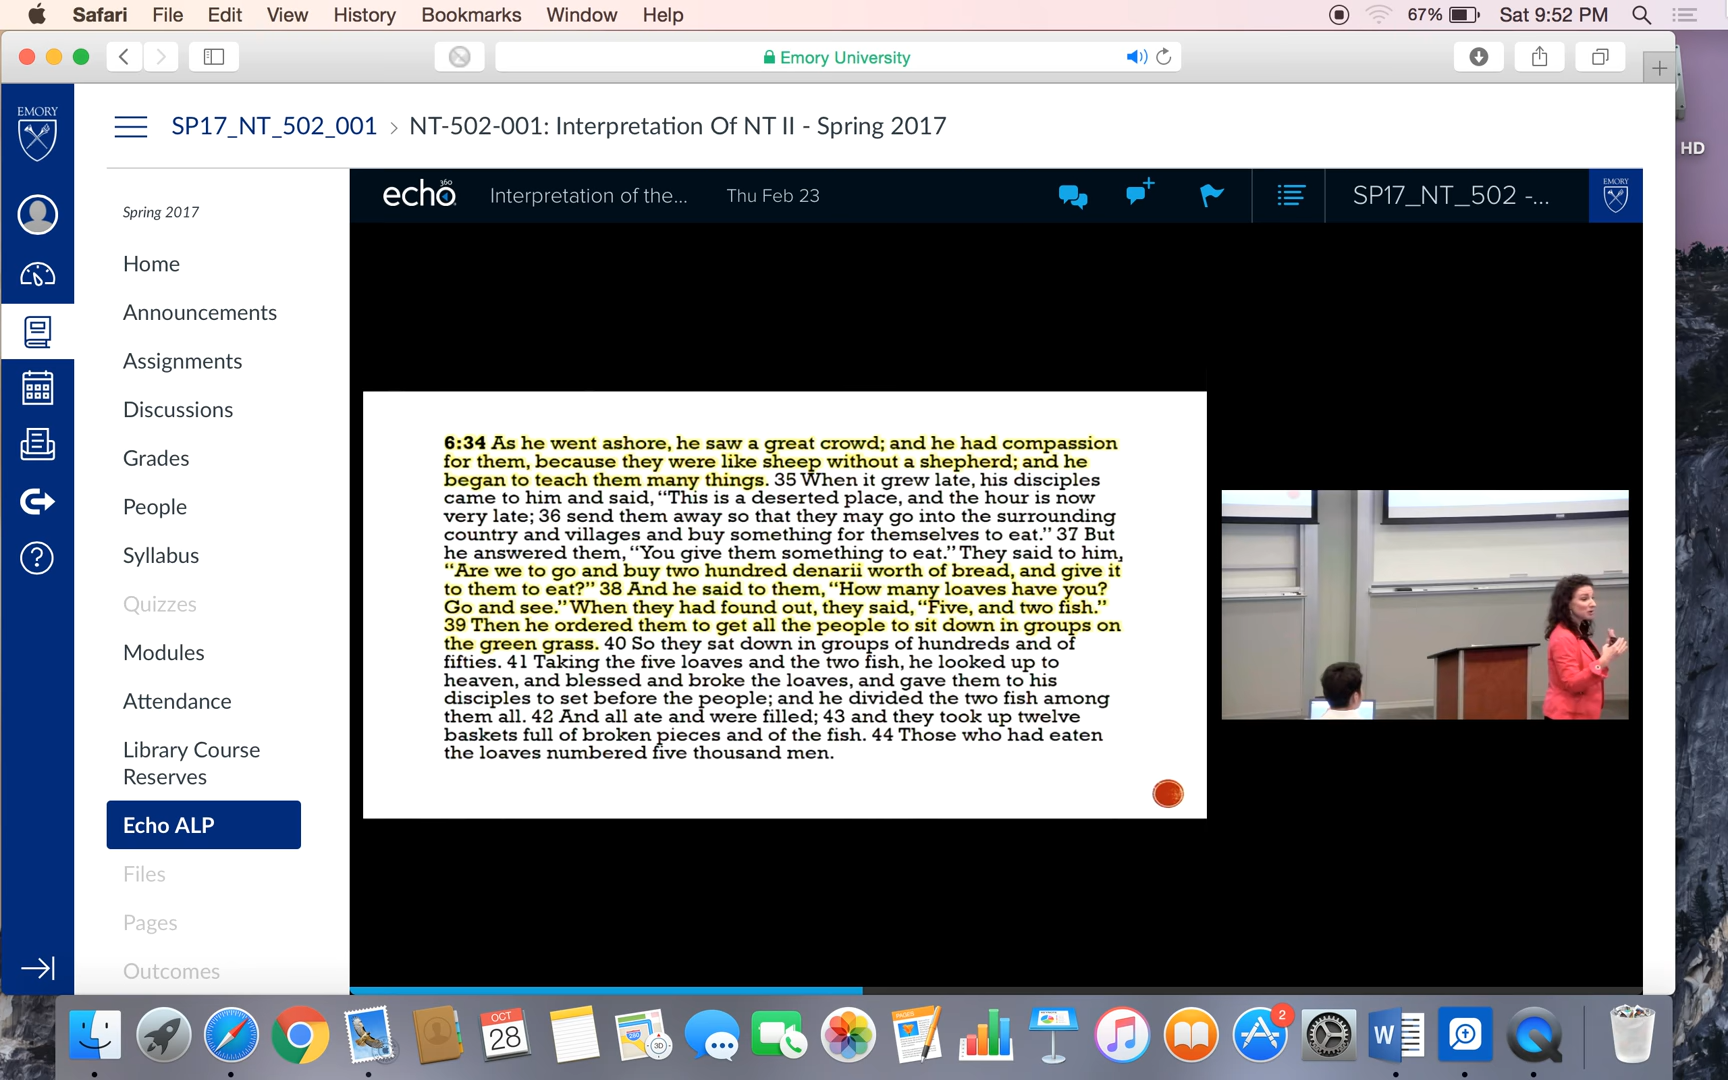 Safari File Edit View History Bookmarks Window Help 67% Sat 9:52 PM
Emory University
HD
EMORY
SP17_NT_502_001 › NT-502-001: Interpretation Of NT II - Spring 2017
echo 360 Interpretation of the... Thu Feb 23 SP17_NT_502 -... EMORY
Spring 2017
Home
Announcements
Assignments
Discussions
Grades
People
Syllabus
Quizzes
Modules
Attendance
Library Course
Reserves
Echo ALP
Files
Pages
Outcomes
6:34 As he went ashore, he saw a great crowd; and he had compassion
for them, because they were like sheep without a shepherd; and he
began to teach them many things. 35 When it grew late, his disciples
came to him and said, “This is a deserted place, and the hour is now
very late; 36 send them away so that they may go into the surrounding
country and villages and buy something for themselves to eat.” 37 But
he answered them, “You give them something to eat.” They said to him,
“Are we to go and buy two hundred denarii worth of bread, and give it
to them to eat?” 38 And he said to them, “How many loaves have you?
Go and see.” When they had found out, they said, “Five, and two fish.”
39 Then he ordered them to get all the people to sit down in groups on
the green grass. 40 So they sat down in groups of hundreds and of
fifties. 41 Taking the five loaves and the two fish, he looked up to
heaven, and blessed and broke the loaves, and gave them to his
disciples to set before the people; and he divided the two fish among
them all. 42 And all ate and were filled; 43 and they took up twelve
baskets full of broken pieces and of the fish. 44 Those who had eaten
the loaves numbered five thousand men.
OCT
28
PAGES
3D
2
W